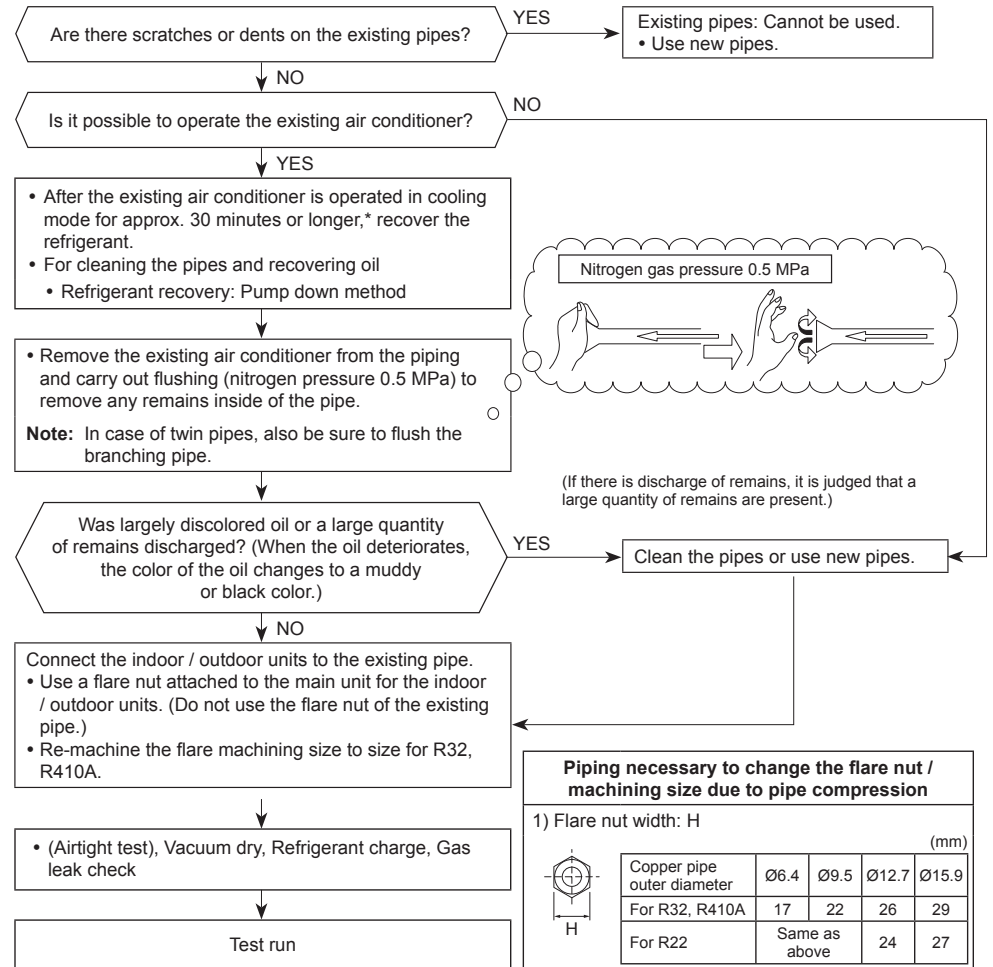 Are there scratches or dents on the existing pipes?
YES
Existing pipes: Cannot be used.
• Use new pipes.
NO
Is it possible to operate the existing air conditioner?
NO
YES
• After the existing air conditioner is operated in cooling
mode for approx. 30 minutes or longer,* recover the
refrigerant.
• For cleaning the pipes and recovering oil
• Refrigerant recovery: Pump down method
Nitrogen gas pressure 0.5 MPa
• Remove the existing air conditioner from the piping
and carry out flushing (nitrogen pressure 0.5 MPa) to
remove any remains inside of the pipe.
Note: In case of twin pipes, also be sure to flush the
branching pipe.
(If there is discharge of remains, it is judged that a
large quantity of remains are present.)
Was largely discolored oil or a large quantity
of remains discharged? (When the oil deteriorates,
the color of the oil changes to a muddy
or black color.)
YES
Clean the pipes or use new pipes.
NO
Connect the indoor / outdoor units to the existing pipe.
• Use a flare nut attached to the main unit for the indoor
/ outdoor units. (Do not use the flare nut of the existing
pipe.)
• Re-machine the flare machining size to size for R32,
R410A.
• (Airtight test), Vacuum dry, Refrigerant charge, Gas
leak check
Test run
Piping necessary to change the flare nut /
machining size due to pipe compression
1) Flare nut width: H
(mm)
H
Copper pipe
outer diameter
Ø6.4 Ø9.5 Ø12.7 Ø15.9
For R32, R410A 17 22 26 29
For R22 Same as
above 24 27